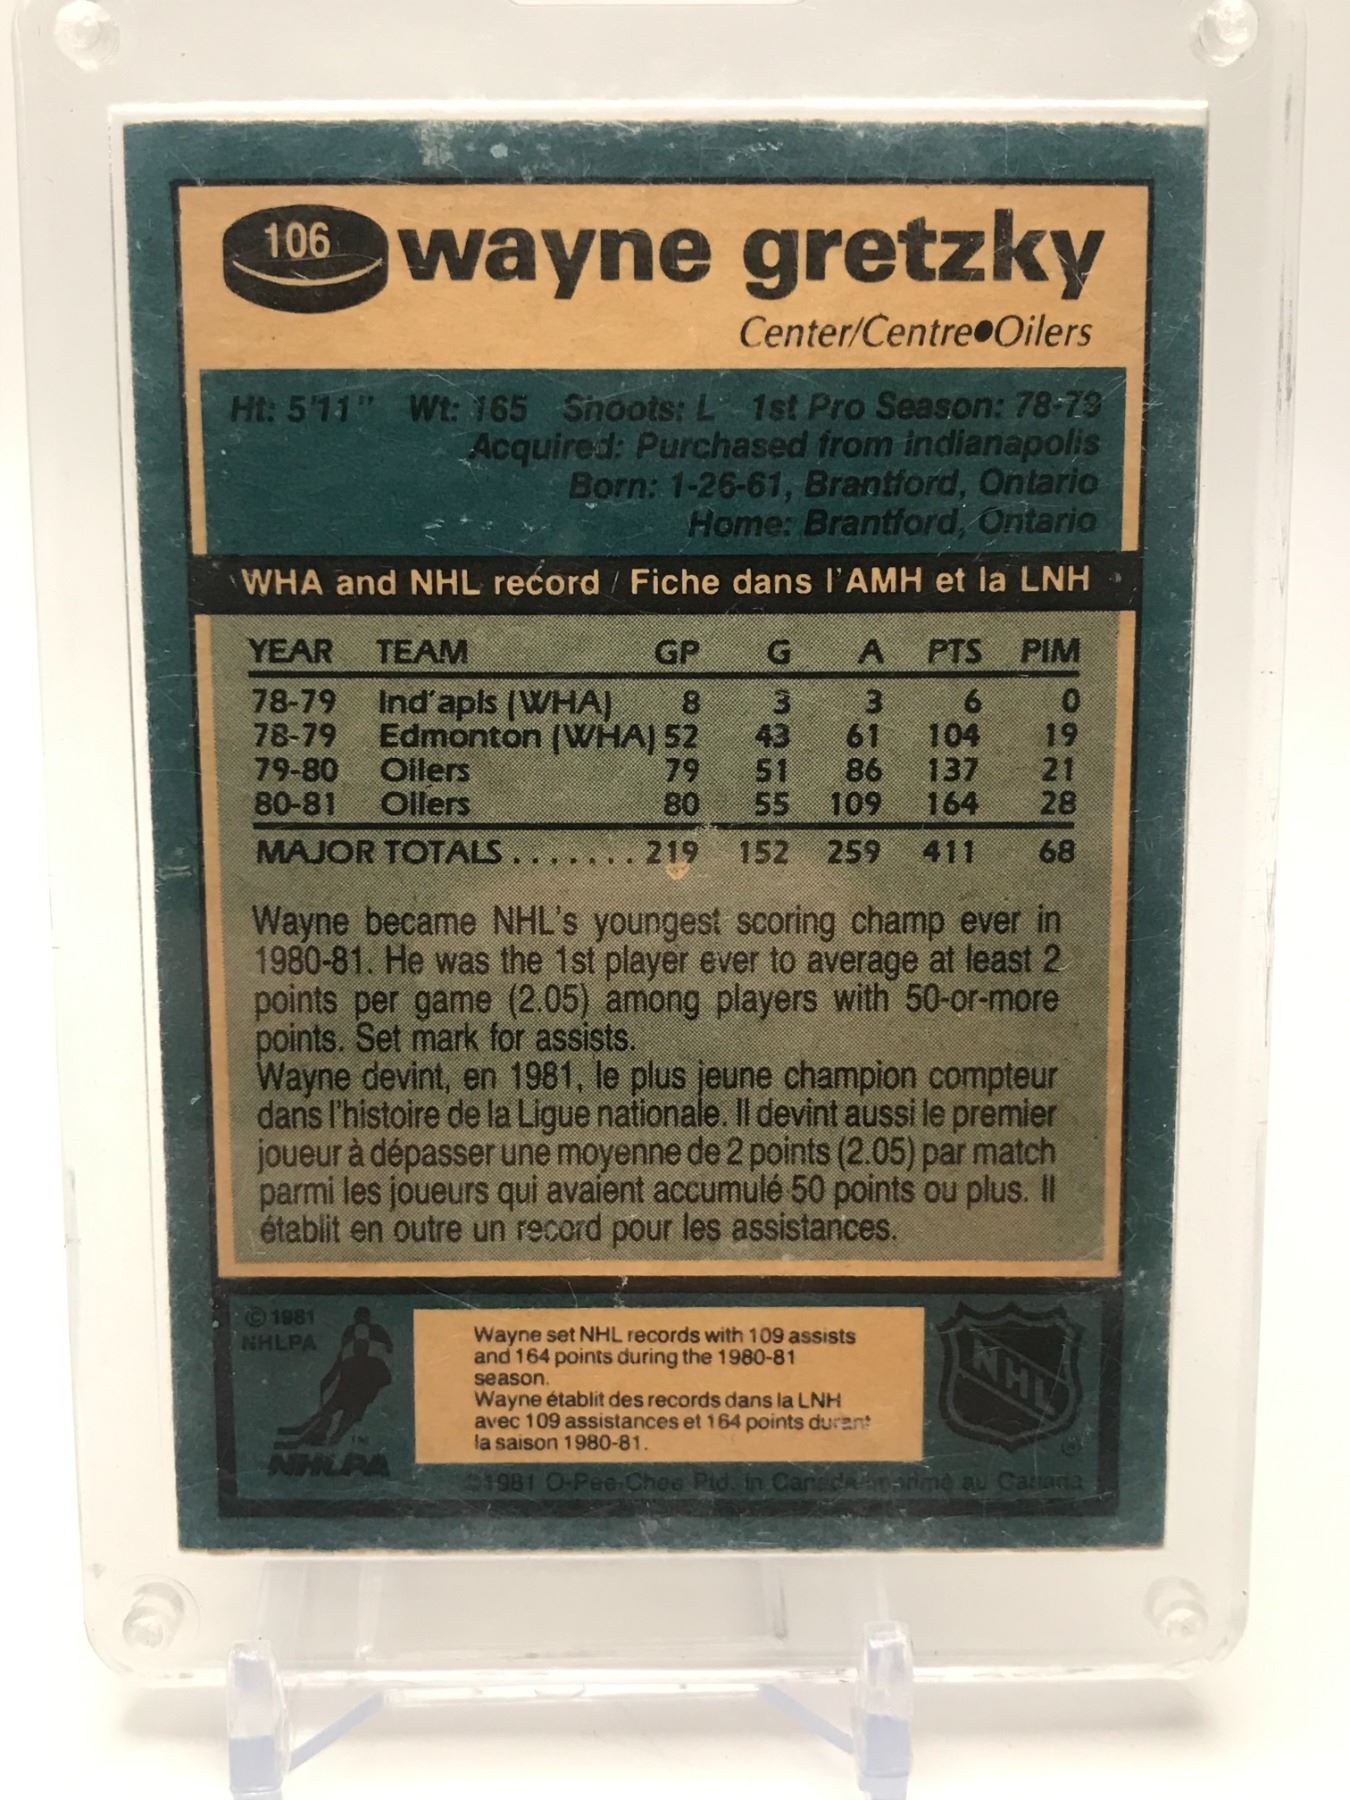 106 wayne gretzky
Center/Centre●Oilers
Ht: 5'11" Wt: 165 Shoots: L 1st Pro Season: 78-79
Acquired: Purchased from Indianapolis
Born: 1-26-61, Brantford, Ontario
Home: Brantford, Ontario
WHA and NHL record / Fiche dans l'AMH et la LNH
YEAR TEAM GP G A PTS PIM
78-79 Ind'apls (WHA) 8 3 3 6 0
78-79 Edmonton (WHA) 52 43 61 104 19
79-80 Oilers 79 51 86 137 21
80-81 Oilers 80 55 109 164 28
MAJOR TOTALS ....... 219 152 259 411 68
Wayne became NHL's youngest scoring champ ever in
1980-81. He was the 1st player ever to average at least 2
points per game (2.05) among players with 50-or-more
points. Set mark for assists.
Wayne devint, en 1981, le plus jeune champion compteur
dans l'histoire de la Ligue nationale. Il devint aussi le premier
joueur à dépasser une moyenne de 2 points (2.05) par match
parmi les joueurs qui avaient accumulé 50 points ou plus. Il
établit en outre un record pour les assistances.
© 1981
NHLPA
Wayne set NHL records with 109 assists
and 164 points during the 1980-81
season.
Wayne établit des records dans la LNH
avec 109 assistances et 164 points durant
la saison 1980-81.
NHL
®
TM
NHLPA
©1981 O-Pee-Chee Ptd. in Canada/Imprimé au Canada